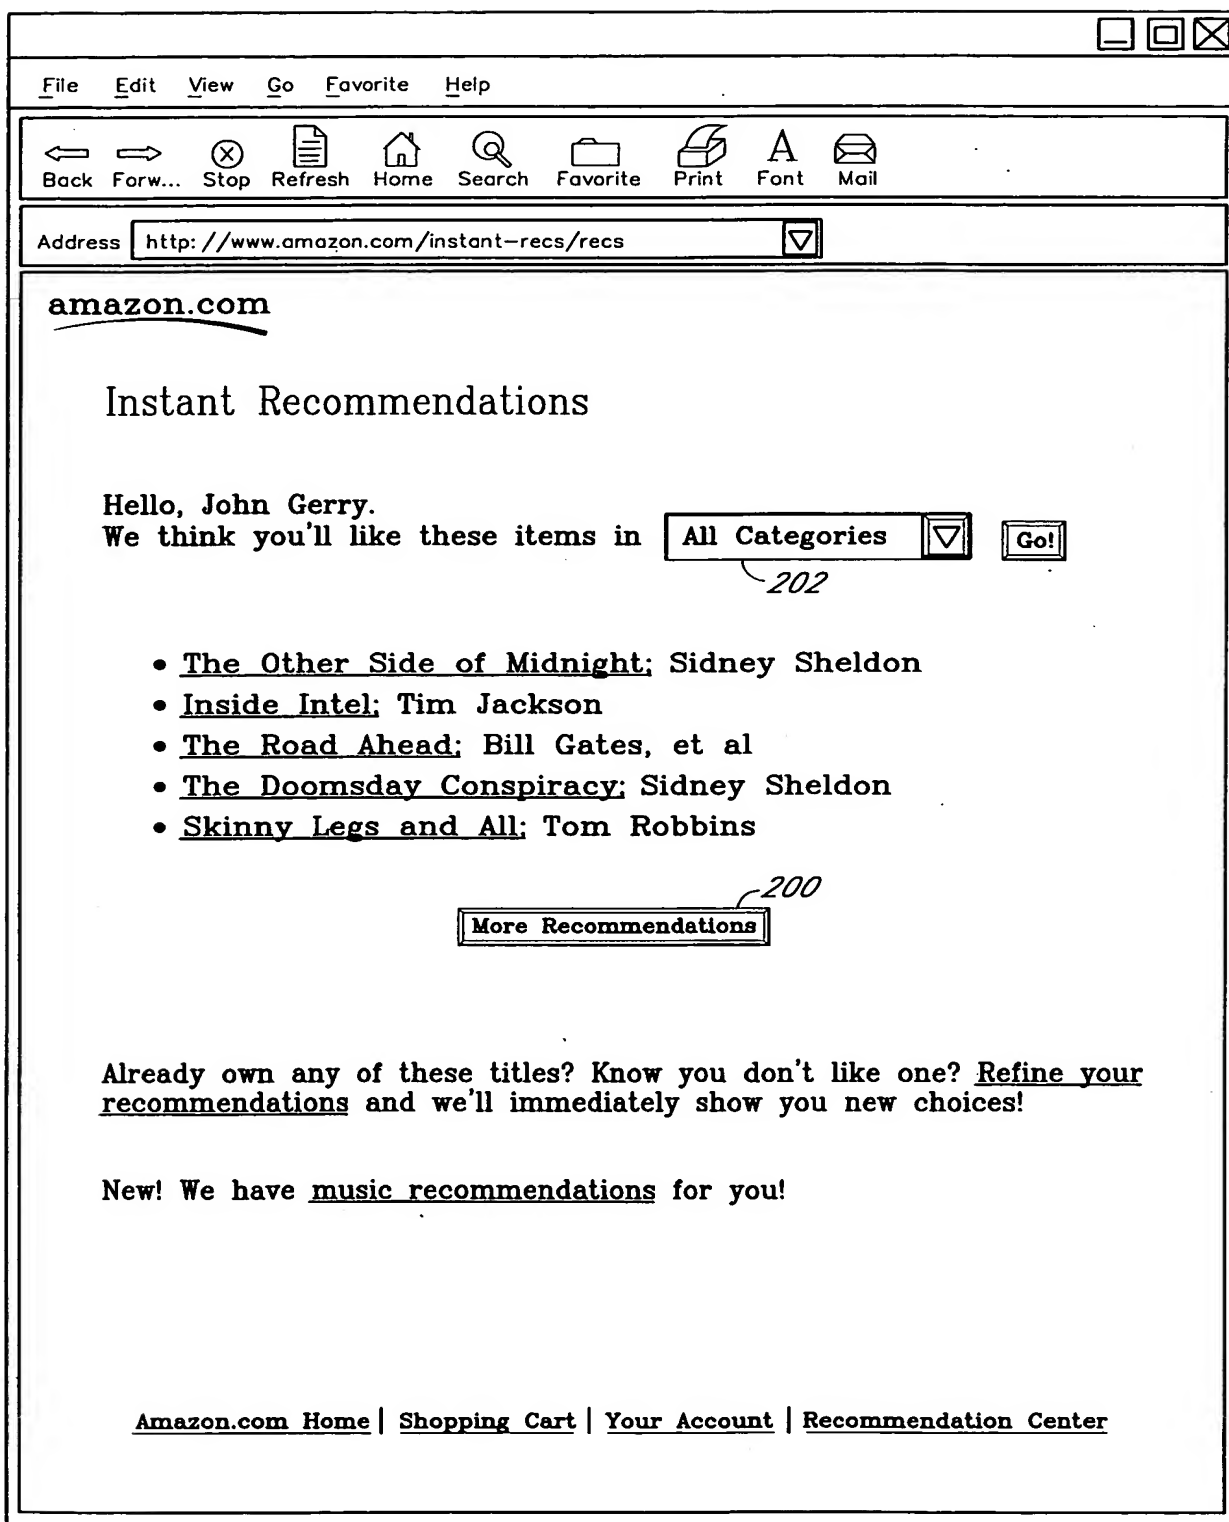 File Edit View Go Favorite Help
Back Forw... Stop Refresh Home Search Favorite Print Font Mail
Address http://www.amazon.com/instant-recs/recs
amazon.com
Instant Recommendations
Hello, John Gerry.
We think you'll like these items in All Categories Go!
202
• The Other Side of Midnight; Sidney Sheldon
• Inside Intel; Tim Jackson
• The Road Ahead; Bill Gates, et al
• The Doomsday Conspiracy; Sidney Sheldon
• Skinny Legs and All; Tom Robbins
200
More Recommendations
Already own any of these titles? Know you don't like one? Refine your
recommendations and we'll immediately show you new choices!
New! We have music recommendations for you!
Amazon.com Home | Shopping Cart | Your Account | Recommendation Center